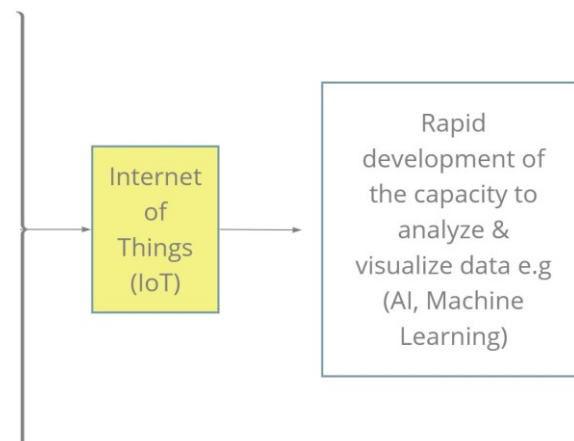 Internet
of
Things
(IoT)
Rapid
development of
the capacity to
analyze &
visualize data e.g
(AI, Machine
Learning)